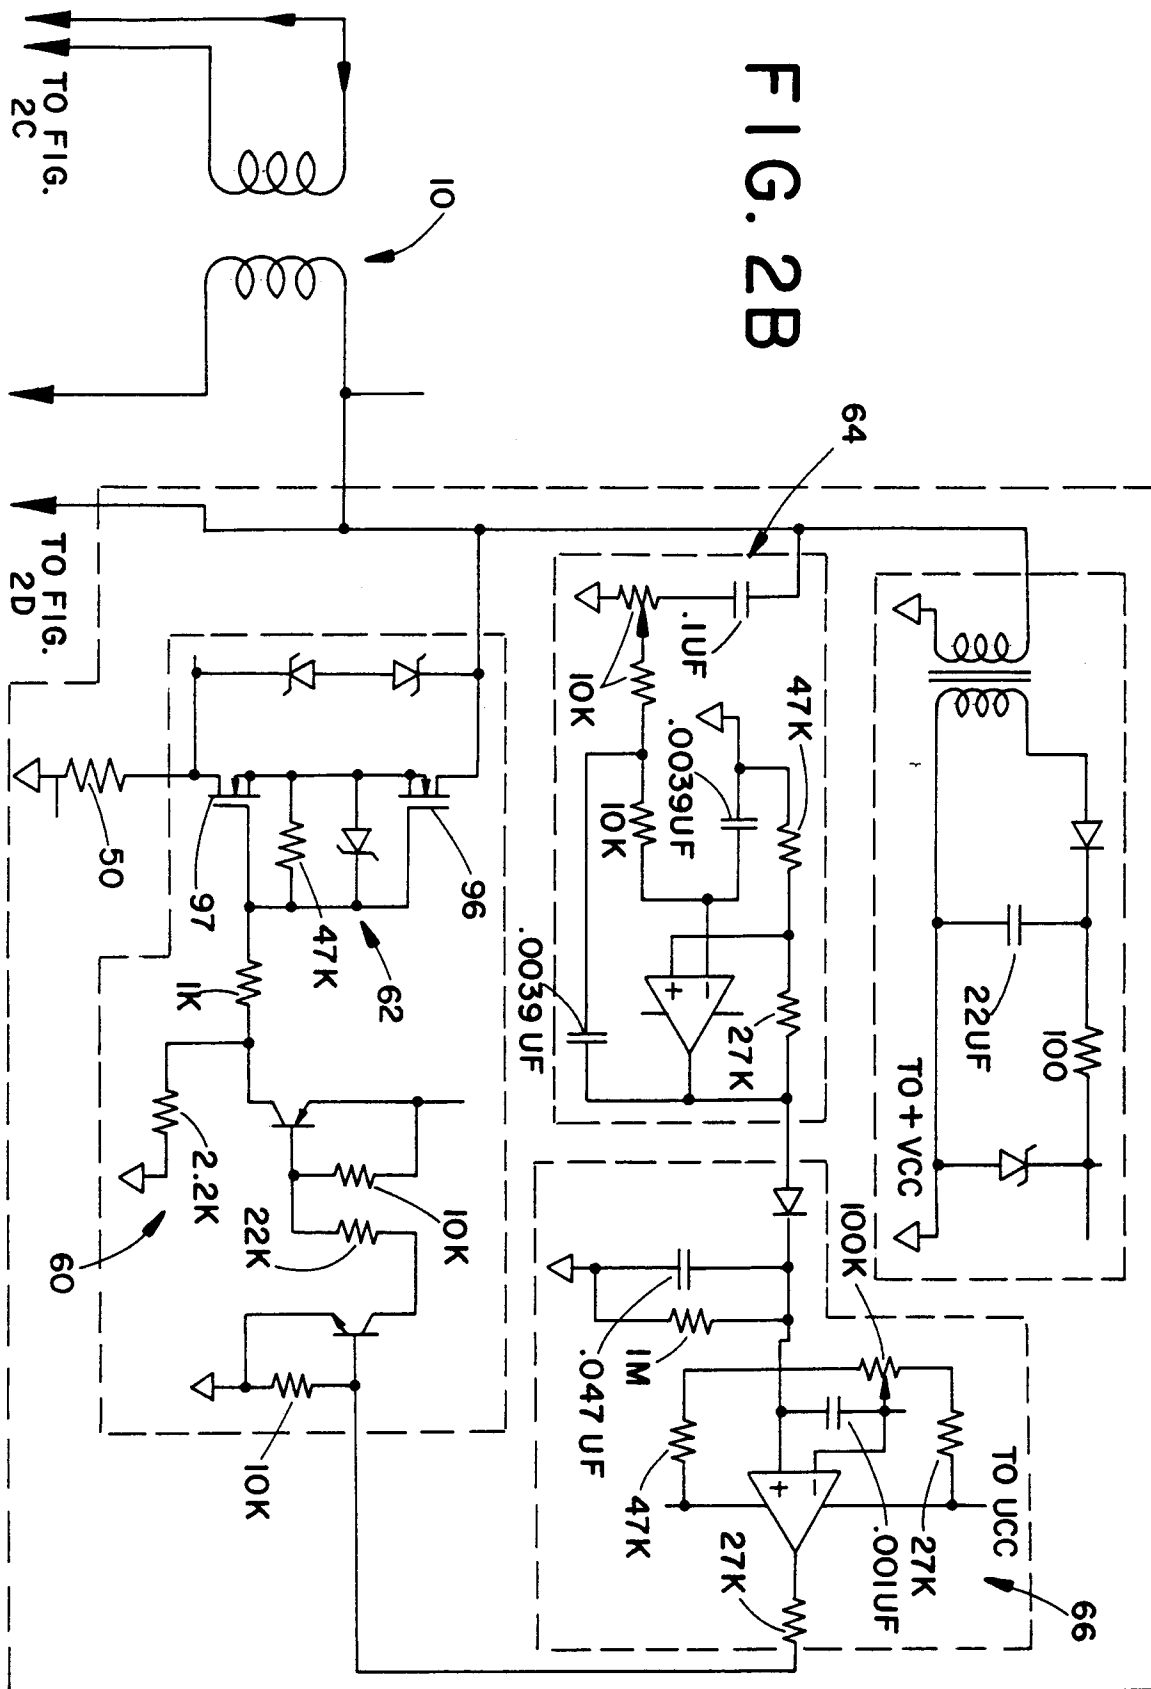 FIG. 2B
TO FIG.
2C
10
64
TO FIG.
2D
.1UF
10K
47K
.0039UF
10K
.0039 UF
27K
22UF
100
TO + VCC
50
97
96
47K
62
1K
2.2K
60
10K
22K
10K
100K
1M
.047 UF
47K
27K
.001UF
27K
TO UCC
66
+
−
+
−